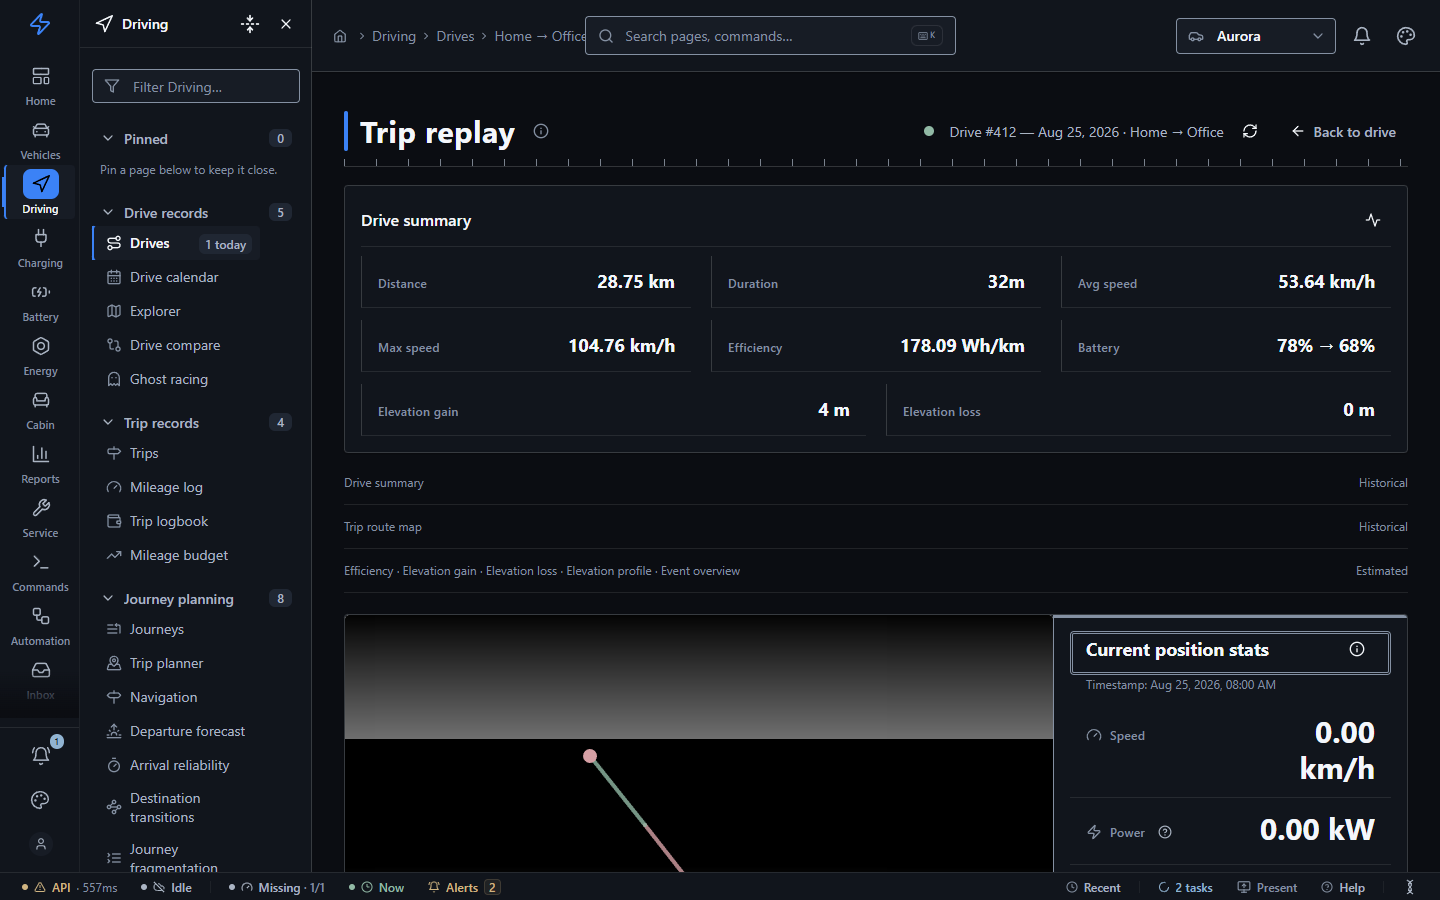 Driving
Home
Vehicles
Driving
Charging
Battery
Energy
Cabin
Reports
Service
Commands
Automation
Inbox
1
Filter Driving...
Pinned 0
Pin a page below to keep it close.
Drive records 5
Drives 1 today
Drive calendar
Explorer
Drive compare
Ghost racing
Trip records 4
Trips
Mileage log
Trip logbook
Mileage budget
Journey planning 8
Journeys
Trip planner
Navigation
Departure forecast
Arrival reliability
Destination
transitions
Journey
fragmentation
Driving Drives Home → Office
Search pages, commands... K
Aurora
Trip replay
Drive #412 — Aug 25, 2026 · Home → Office
Back to drive
Drive summary
Distance 28.75 km
Duration 32m
Avg speed 53.64 km/h
Max speed 104.76 km/h
Efficiency 178.09 Wh/km
Battery 78% → 68%
Elevation gain 4 m
Elevation loss 0 m
Drive summary Historical
Trip route map Historical
Efficiency · Elevation gain · Elevation loss · Elevation profile · Event overview Estimated
Current position stats
Timestamp: Aug 25, 2026, 08:00 AM
Speed 0.00
km/h
Power 0.00 kW
API · 557ms Idle Missing · 1/1 Now Alerts 2 Recent 2 tasks Present Help